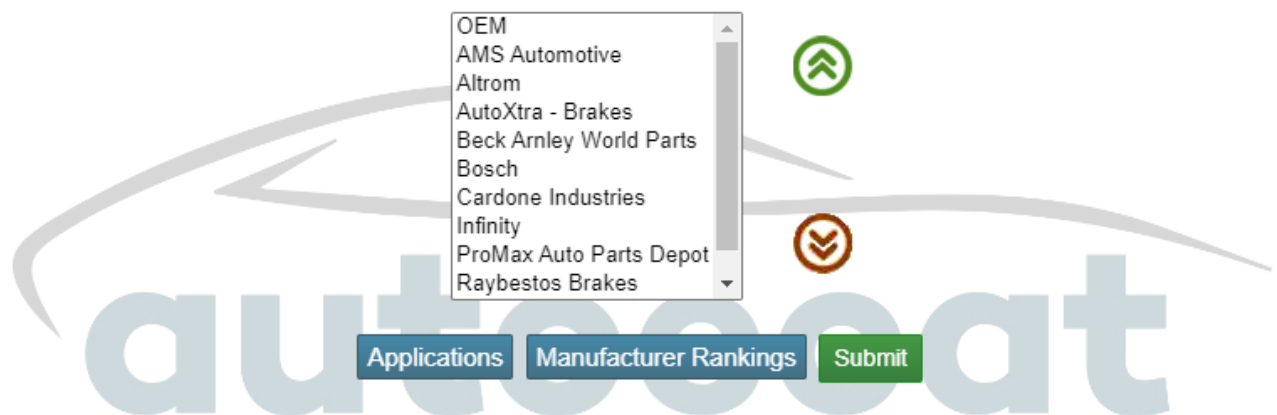 OEM
AMS Automotive
Altrom
AutoXtra - Brakes
Beck Arnley World Parts
Bosch
Cardone Industries
Infinity
ProMax Auto Parts Depot
Raybestos Brakes
Applications Manufacturer Rankings Submit